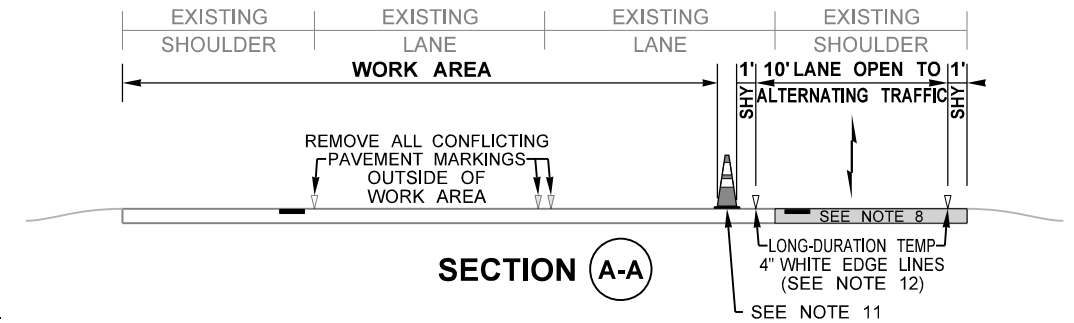 EXISTING EXISTING EXISTING EXISTING
SHOULDER LANE LANE SHOULDER
WORK AREA
1' 10' LANE OPEN TO 1'
SHY ALTERNATING TRAFFIC SHY
REMOVE ALL CONFLICTING
PAVEMENT MARKINGS
OUTSIDE OF
WORK AREA
SEE NOTE 8
LONG-DURATION TEMP
4" WHITE EDGE LINES
(SEE NOTE 12)
SECTION A-A
SEE NOTE 11